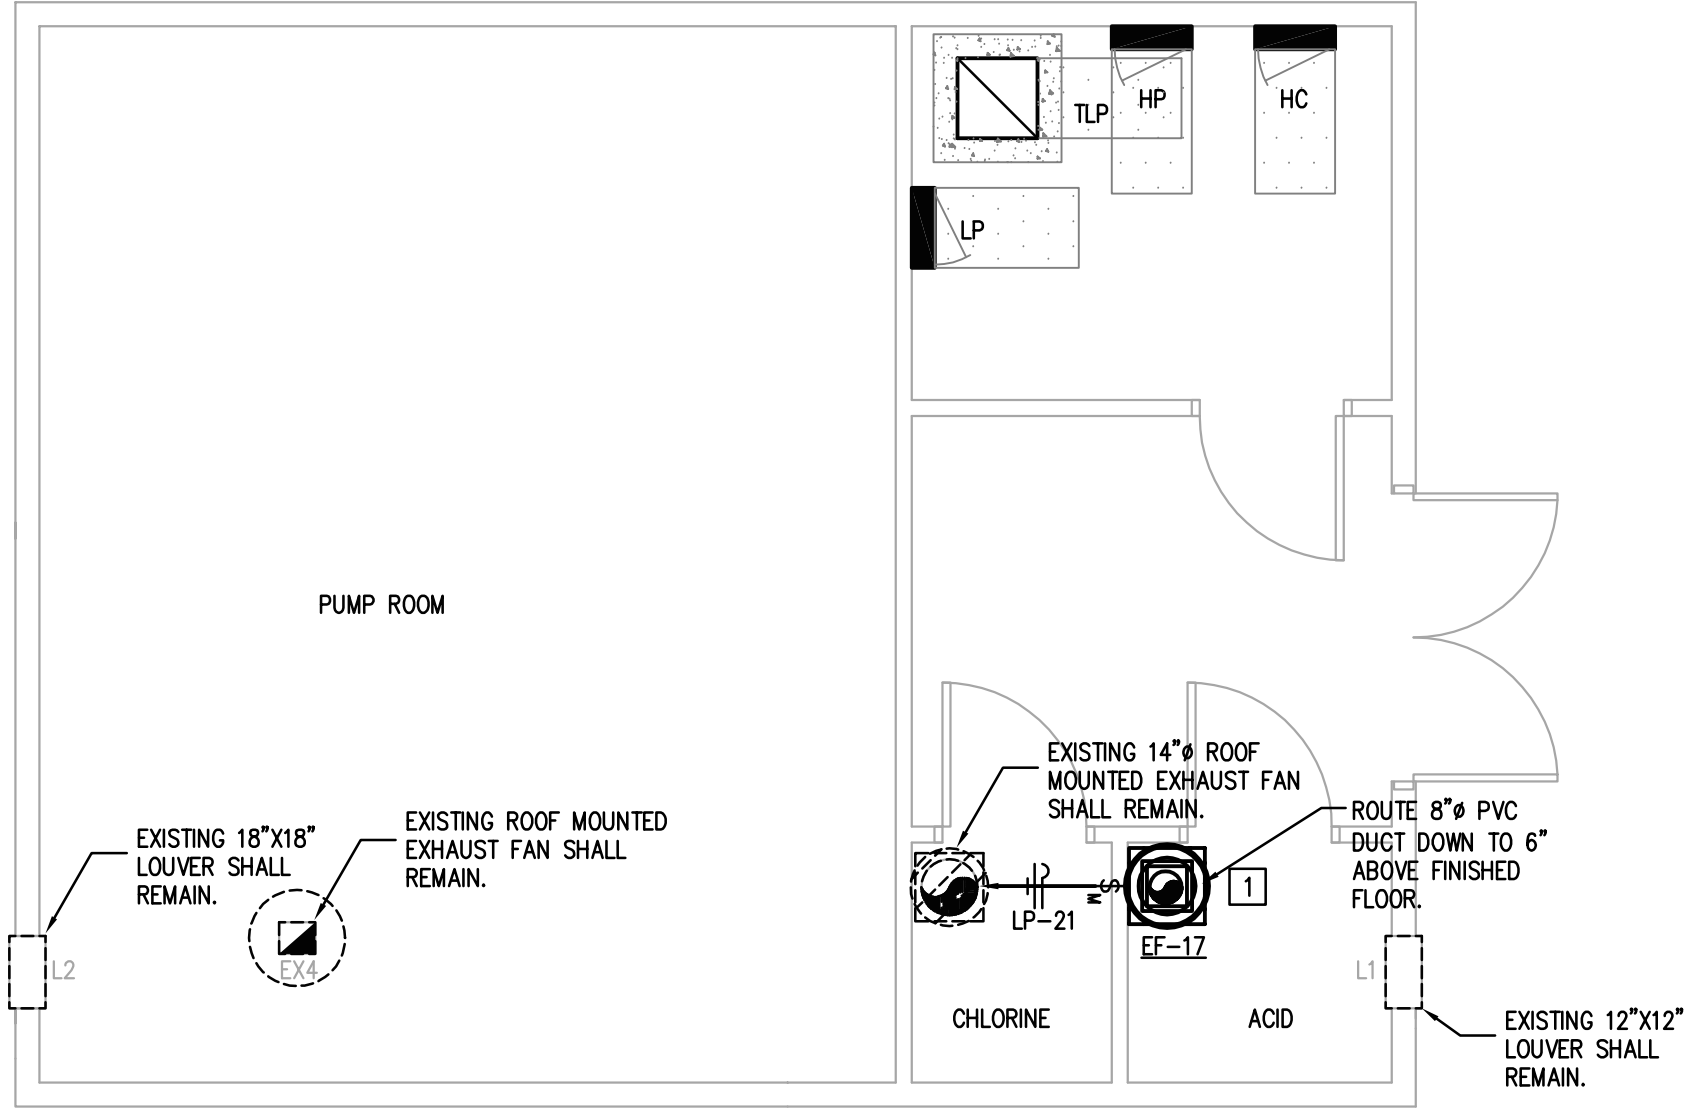 TLP
HP
HC
LP
PUMP ROOM
EXISTING 14"ø ROOF
MOUNTED EXHAUST FAN
SHALL REMAIN.
ROUTE 8"ø PVC
DUCT DOWN TO 6"
ABOVE FINISHED
FLOOR.
EXISTING 18"X18"
LOUVER SHALL
REMAIN.
EXISTING ROOF MOUNTED
EXHAUST FAN SHALL
REMAIN.
1
S
M
LP-21
EF-17
L2
EX4
L1
CHLORINE
ACID
EXISTING 12"X12"
LOUVER SHALL
REMAIN.